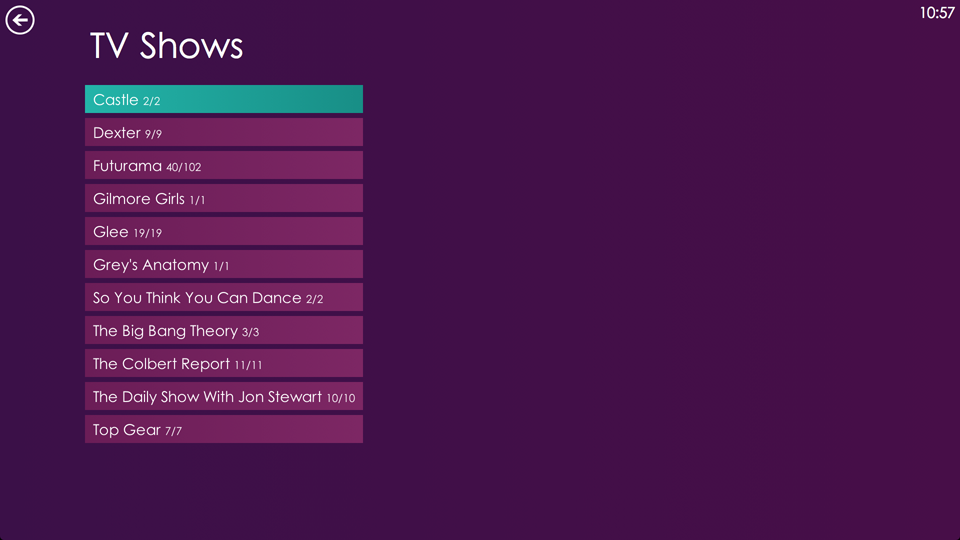 10:57
TV Shows
Castle 2/2
Dexter 9/9
Futurama 40/102
Gilmore Girls 1/1
Glee 19/19
Grey's Anatomy 1/1
So You Think You Can Dance 2/2
The Big Bang Theory 3/3
The Colbert Report 11/11
The Daily Show With Jon Stewart 10/10
Top Gear 7/7